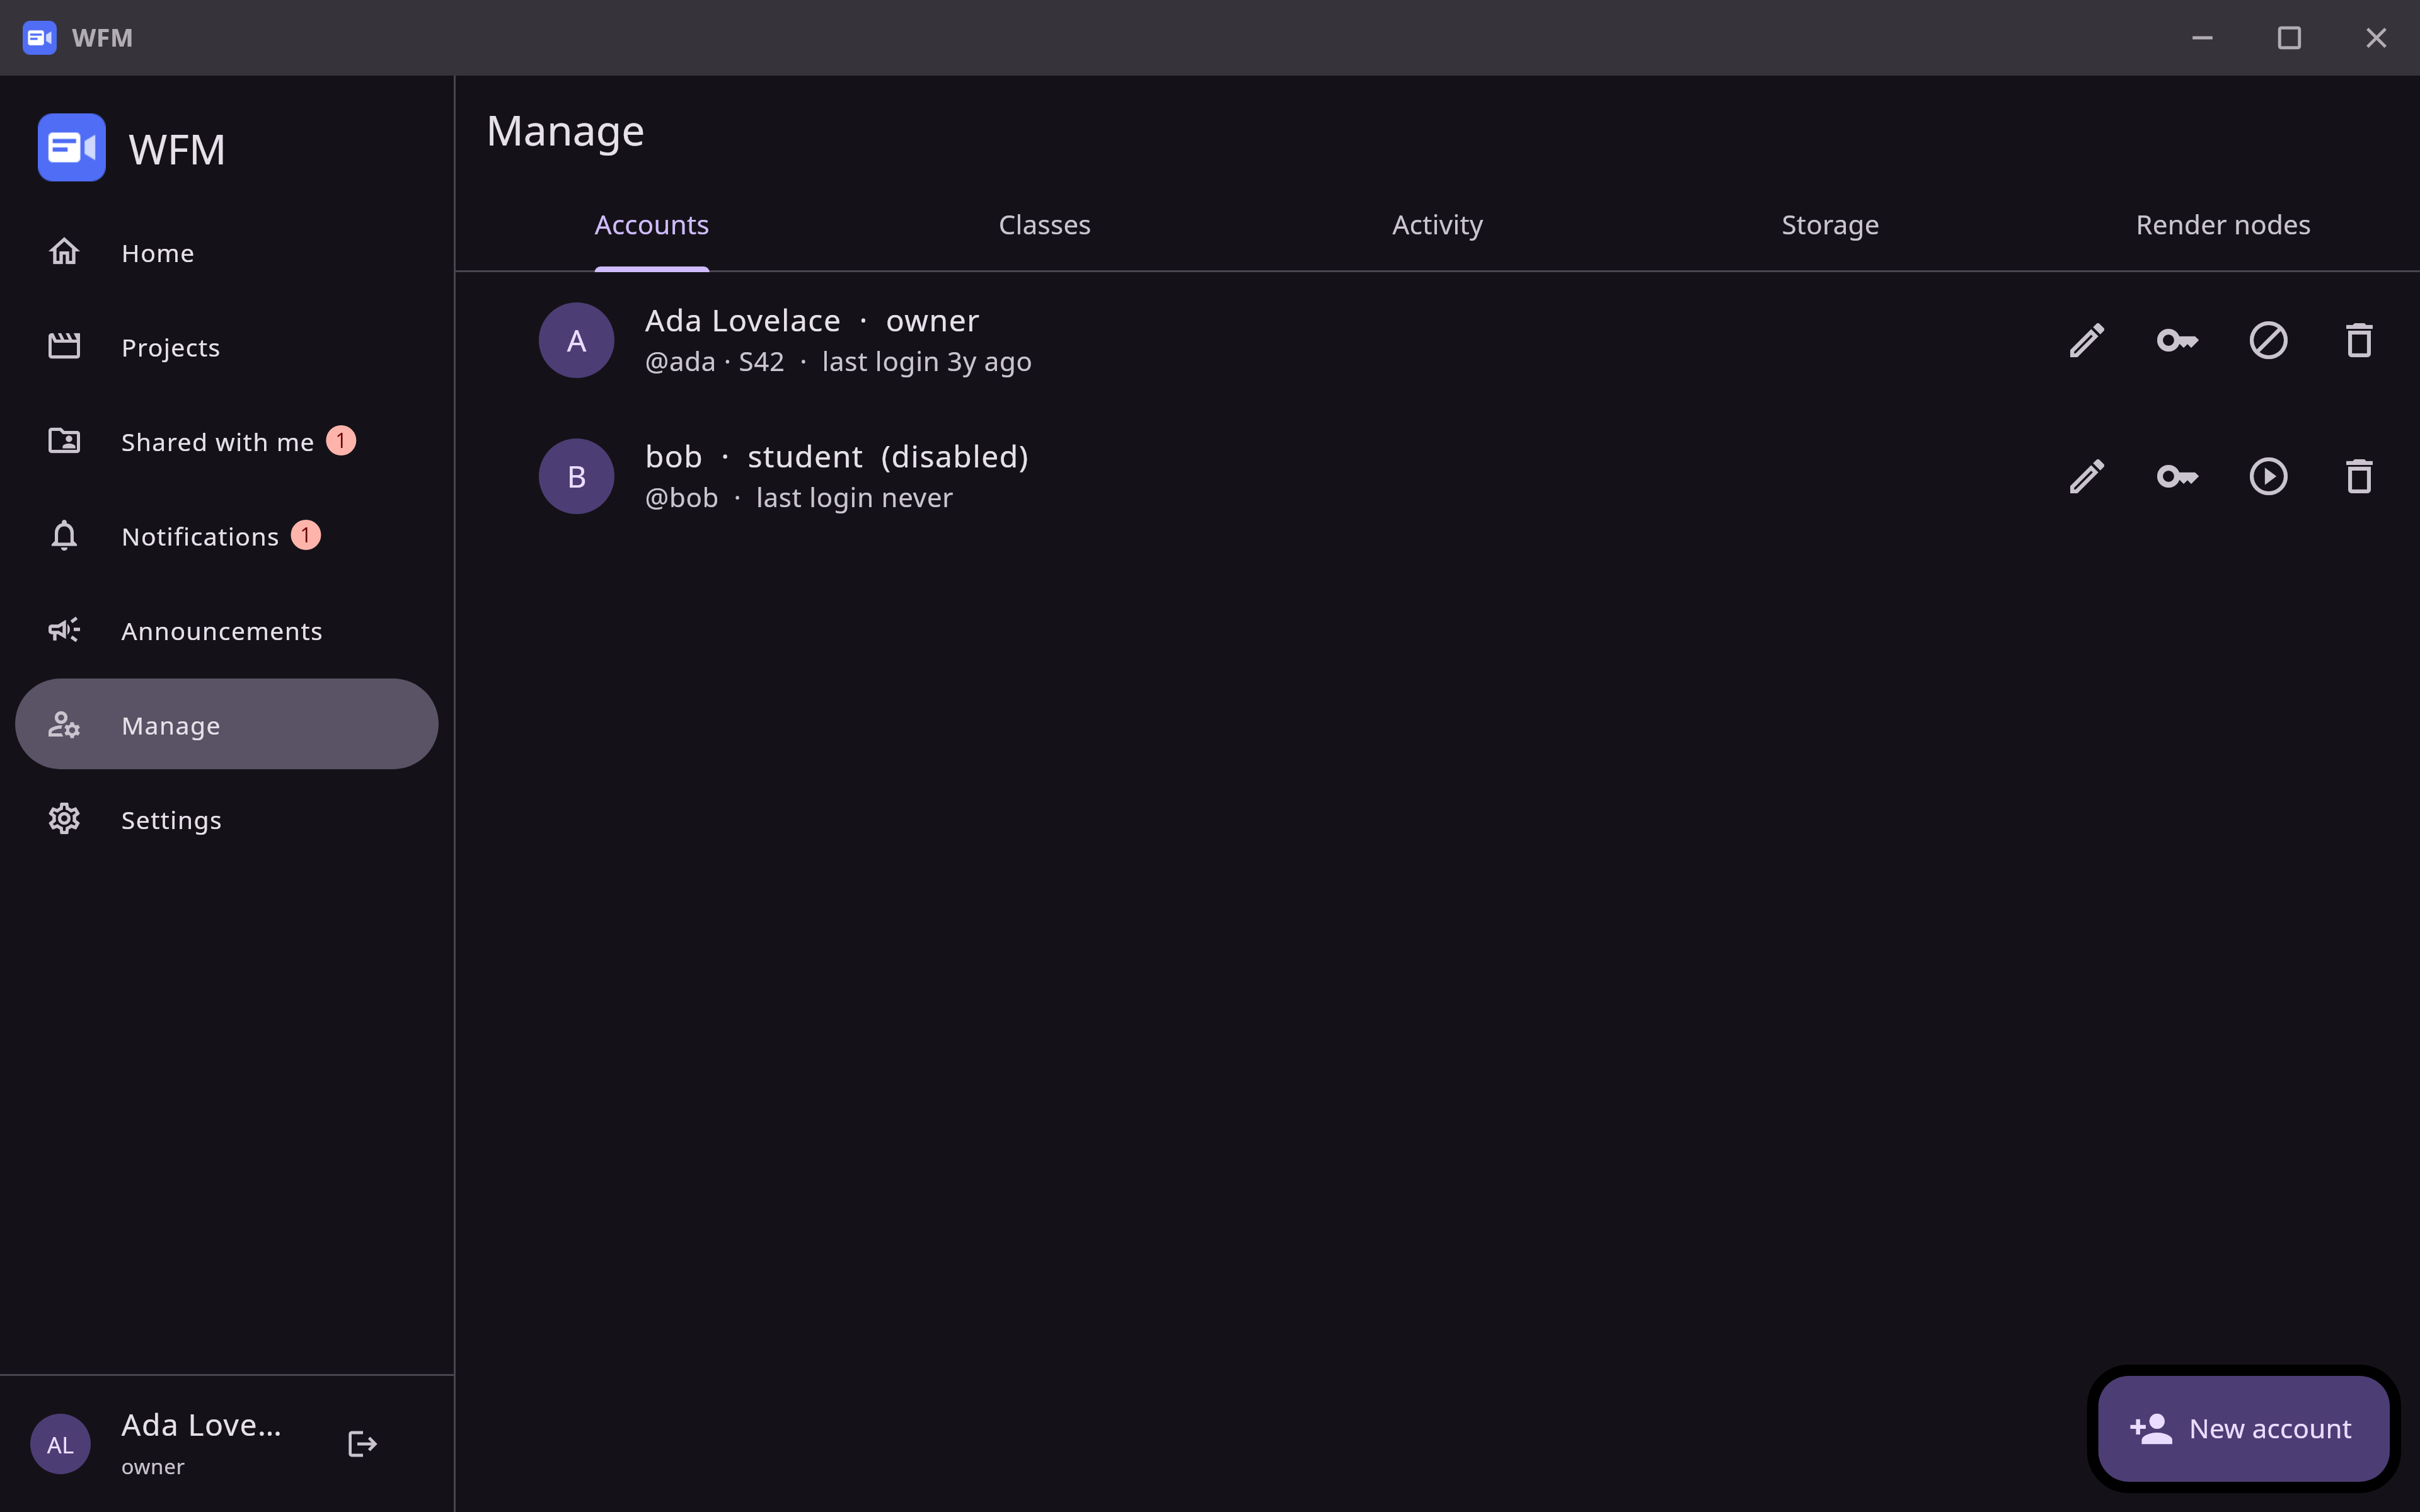 WFM
WFM
Home
Projects
Shared with me 1
Notifications 1
Announcements
Manage
Settings
AL
Ada Love...
owner
Manage
Accounts
Classes
Activity
Storage
Render nodes
A
Ada Lovelace · owner
@ada · S42 · last login 3y ago
B
bob · student (disabled)
@bob · last login never
New account